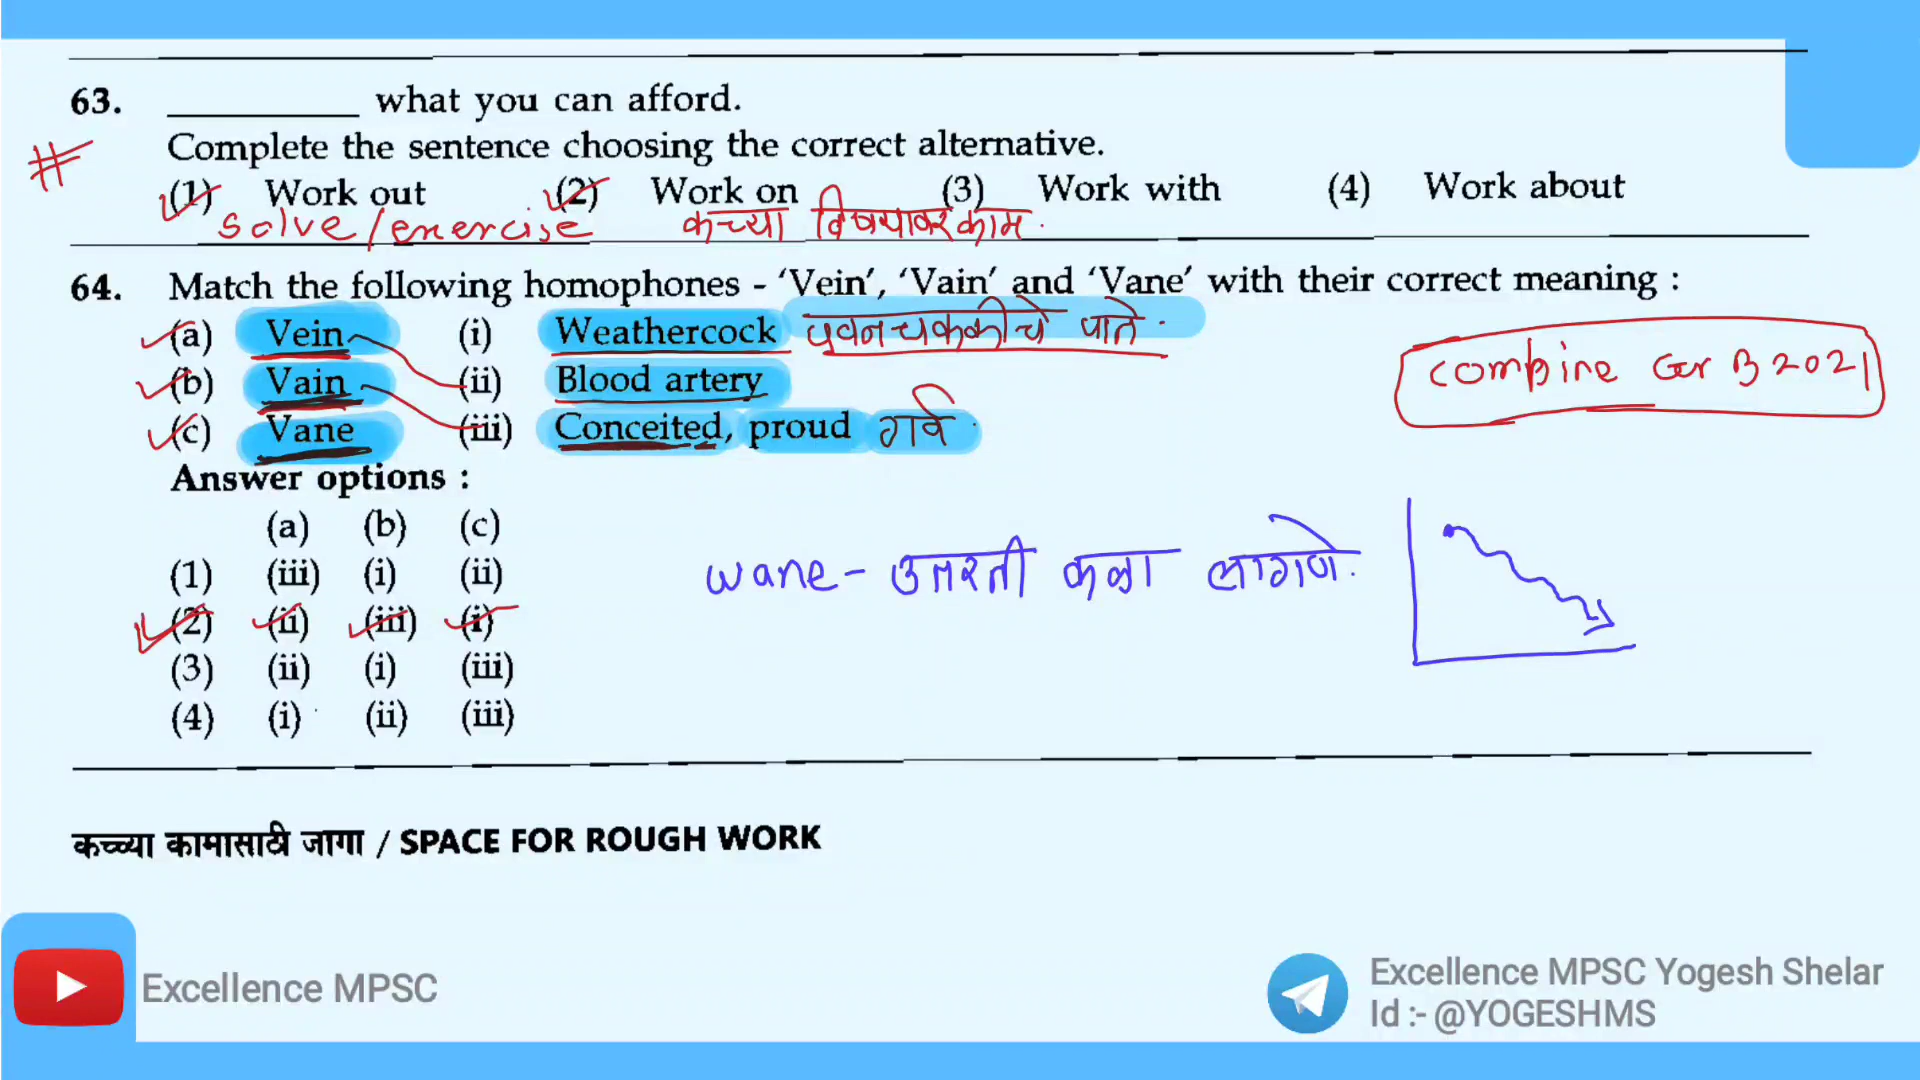 63. __________ what you can afford.
Complete the sentence choosing the correct alternative.
(1) Work out (2) Work on (3) Work with (4) Work about
solve/exercise
64. Match the following homophones - ‘Vein’, ‘Vain’ and ‘Vane’ with their correct meaning :
(a) Vein (i) Weathercock पवनचक्कीचे पाते.
(b) Vain (ii) Blood artery
(c) Vane (iii) Conceited, proud गर्व
combine Gr B 2021
Answer options :
(a) (b) (c)
(1) (iii) (i) (ii)
(2) (ii) (iii) (i)
(3) (ii) (i) (iii)
(4) (i) (ii) (iii)
wane - उतरती कळा लागणे.
कच्च्या कामासाठी जागा / SPACE FOR ROUGH WORK
Excellence MPSC
Excellence MPSC Yogesh Shelar
Id :- @YOGESHMS